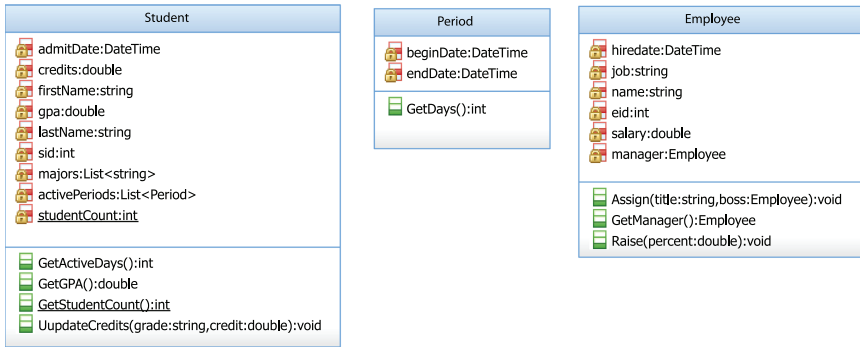 Student
admitDate:DateTime
credits:double
firstName:string
gpa:double
lastName:string
sid:int
majors:List<string>
activePeriods:List<Period>
studentCount:int
GetActiveDays():int
GetGPA():double
GetStudentCount():int
UupdateCredits(grade:string,credit:double):void
Period
beginDate:DateTime
endDate:DateTime
GetDays():int
Employee
hiredate:DateTime
job:string
name:string
eid:int
salary:double
manager:Employee
Assign(title:string,boss:Employee):void
GetManager():Employee
Raise(percent:double):void